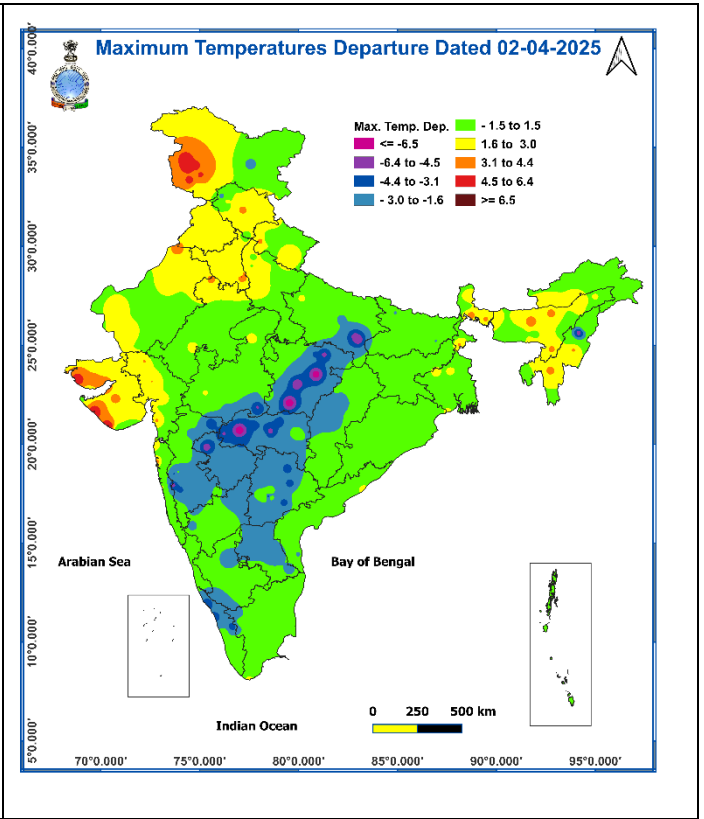 Maximum Temperatures Departure Dated 02-04-2025
Max. Temp. Dep.
<= -6.5
-6.4 to -4.5
-4.4 to -3.1
- 3.0 to -1.6
- 1.5 to 1.5
1.6 to 3.0
3.1 to 4.4
4.5 to 6.4
>= 6.5
40°0.000'
35°0.000'
30°0.000'
25°0.000'
20°0.000'
15°0.000'
10°0.000'
5°0.000'
Arabian Sea
Bay of Bengal
Indian Ocean
0 250 500 km
70°0.000' 75°0.000' 80°0.000' 85°0.000' 90°0.000' 95°0.000'